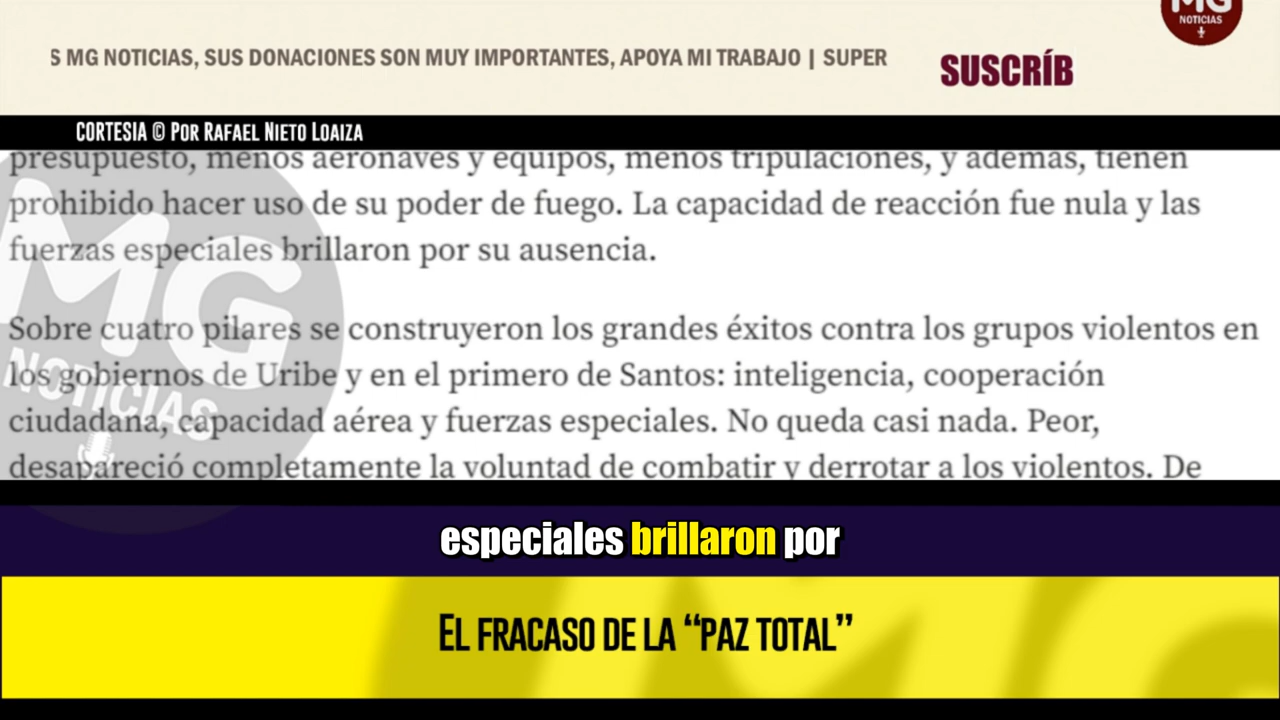 MG
NOTICIAS
S MG NOTICIAS, SUS DONACIONES SON MUY IMPORTANTES, APOYA MI TRABAJO | SUPER
SUSCRÍB
CORTESIA © POR RAFAEL NIETO LOAIZA
presupuesto, menos aeronaves y equipos, menos tripulaciones, y además, tienen
prohibido hacer uso de su poder de fuego. La capacidad de reacción fue nula y las
fuerzas especiales brillaron por su ausencia.
Sobre cuatro pilares se construyeron los grandes éxitos contra los grupos violentos en
los gobiernos de Uribe y en el primero de Santos: inteligencia, cooperación
ciudadana, capacidad aérea y fuerzas especiales. No queda casi nada. Peor,
desapareció completamente la voluntad de combatir y derrotar a los violentos. De
MG
NOTICIAS
especiales brillaron por
EL FRACASO DE LA “PAZ TOTAL”